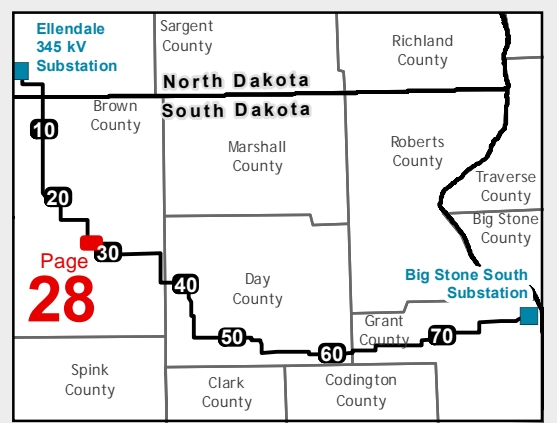 Ellendale
345 kV
Substation
Sargent
County
Richland
County
North Dakota
South Dakota
Brown
County
10
Marshall
County
Roberts
County
Traverse
County
20
Big Stone
County
30
Page
28
40
Day
County
Big Stone South
Substation
50
60
Grant
County
70
Spink
County
Clark
County
Codington
County